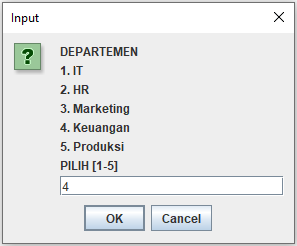 Input
?
DEPARTEMEN
1. IT
2. HR
3. Marketing
4. Keuangan
5. Produksi
PILIH [1-5]
4
OK
Cancel